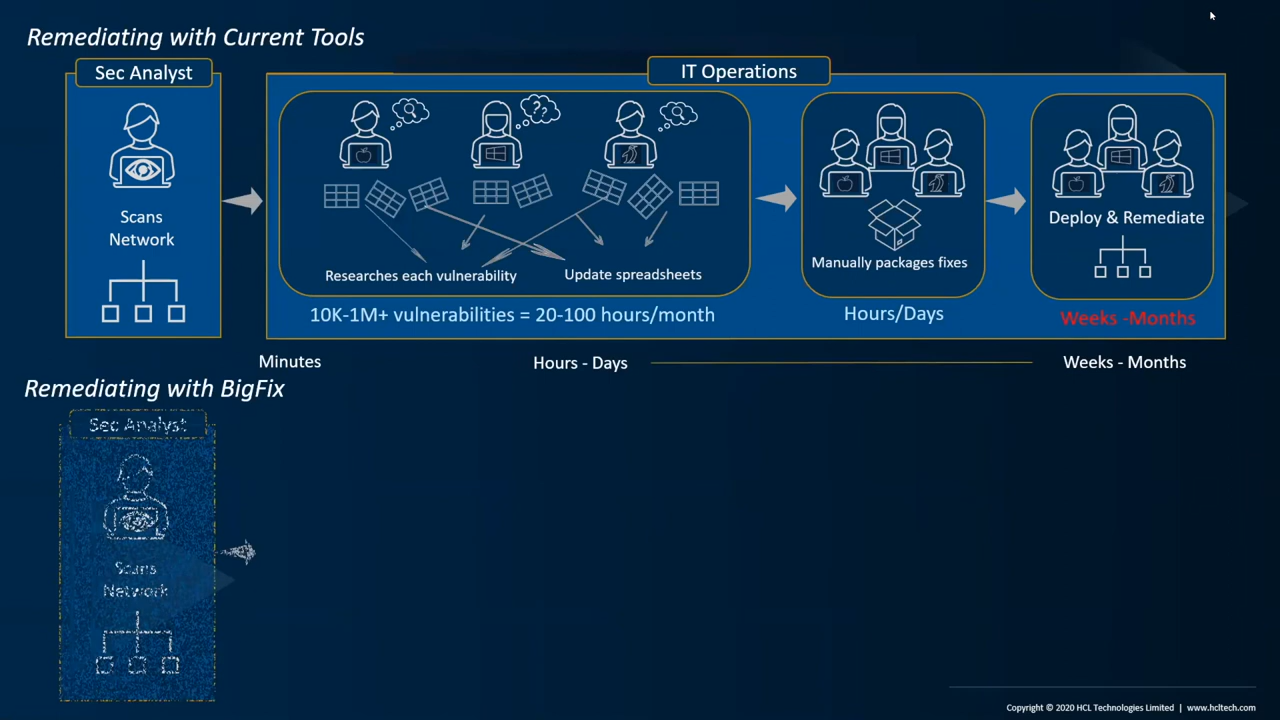 Remediating with Current Tools
Sec Analyst
IT Operations
??
Scans
Network
Researches each vulnerability
Update spreadsheets
Manually packages fixes
Deploy & Remediate
10K-1M+ vulnerabilities = 20-100 hours/month
Hours/Days
Weeks -Months
Minutes
Hours - Days
Weeks - Months
Remediating with BigFix
Sec Analyst
Scans
Network
Copyright © 2020 HCL Technologies Limited | www.hcltech.com